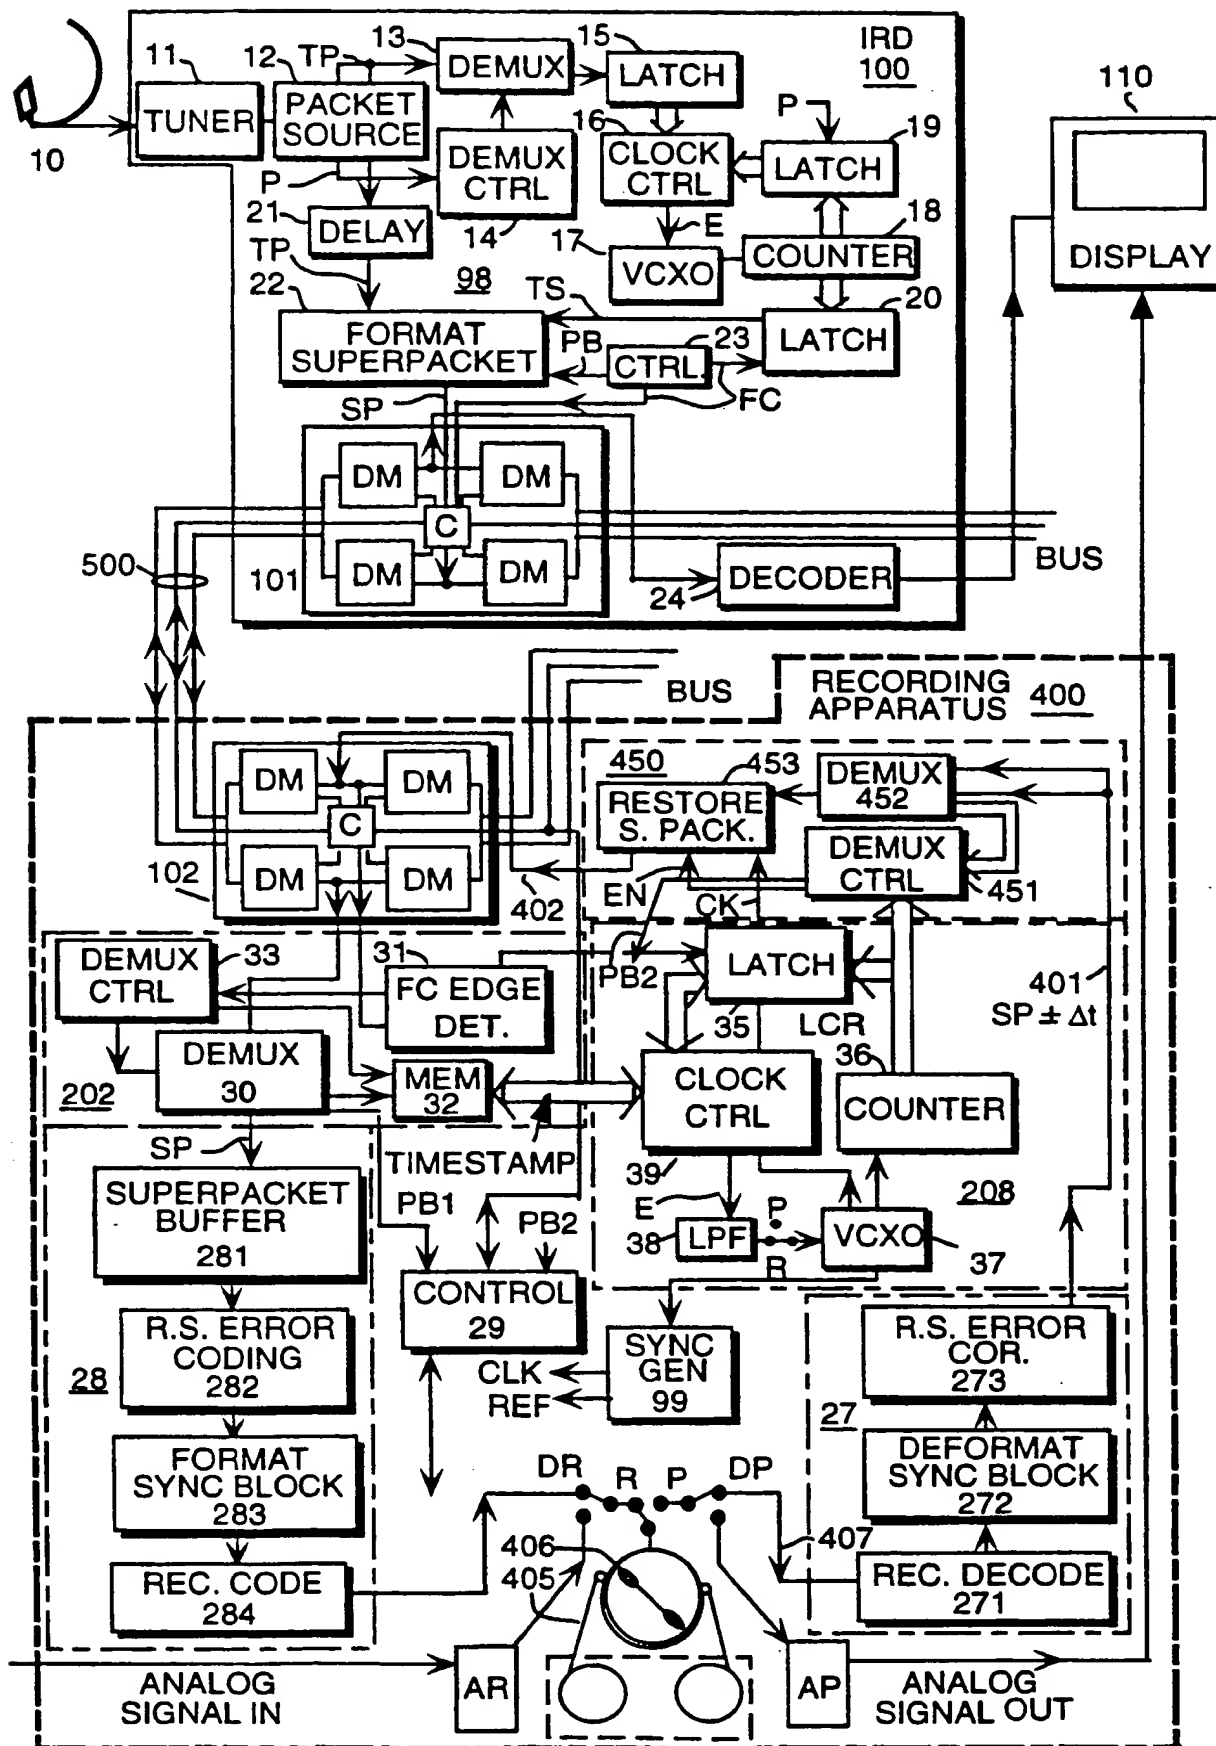 IRD
100
11
TUNER
10
12
TP
PACKET
SOURCE
P
13
DEMUX
15
LATCH
110
DISPLAY
DEMUX
CTRL
14
16
CLOCK
CTRL
P
19
LATCH
E
17
VCXO
18
COUNTER
21
DELAY
TP
22
98
FORMAT
SUPERPACKET
TS
PB
23
CTRL
20
LATCH
FC
SP
DM
DM
C
DM
DM
101
500
24
DECODER
BUS
BUS
RECORDING
APPARATUS
400
DM
DM
C
DM
DM
102
402
450
453
RESTORE
S. PACK.
DEMUX
452
DEMUX
CTRL
451
EN
CK
PB2
33
DEMUX
CTRL
31
FC EDGE
DET.
DEMUX
30
202
MEM
32
LATCH
35
LCR
401
SP ± Δt
36
COUNTER
CLOCK
CTRL
39
TIMESTAMP
SP
SUPERPACKET
BUFFER
281
PB1
PB2
E
38
LPF
P
R
VCXO
37
208
CONTROL
29
R.S. ERROR
CODING
282
28
SYNC
GEN
99
CLK
REF
R.S. ERROR
COR.
273
27
FORMAT
SYNC BLOCK
283
DEFORMAT
SYNC BLOCK
272
DR
R
P
DP
407
406
405
REC. CODE
284
REC. DECODE
271
ANALOG
SIGNAL IN
AR
AP
ANALOG
SIGNAL OUT